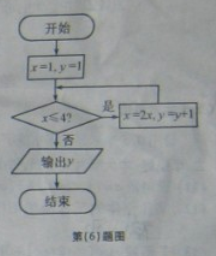 开始
x=1, y=1
x≤4?
是
x=2x, y=y+1
否
输出y
结束
第(6)题图